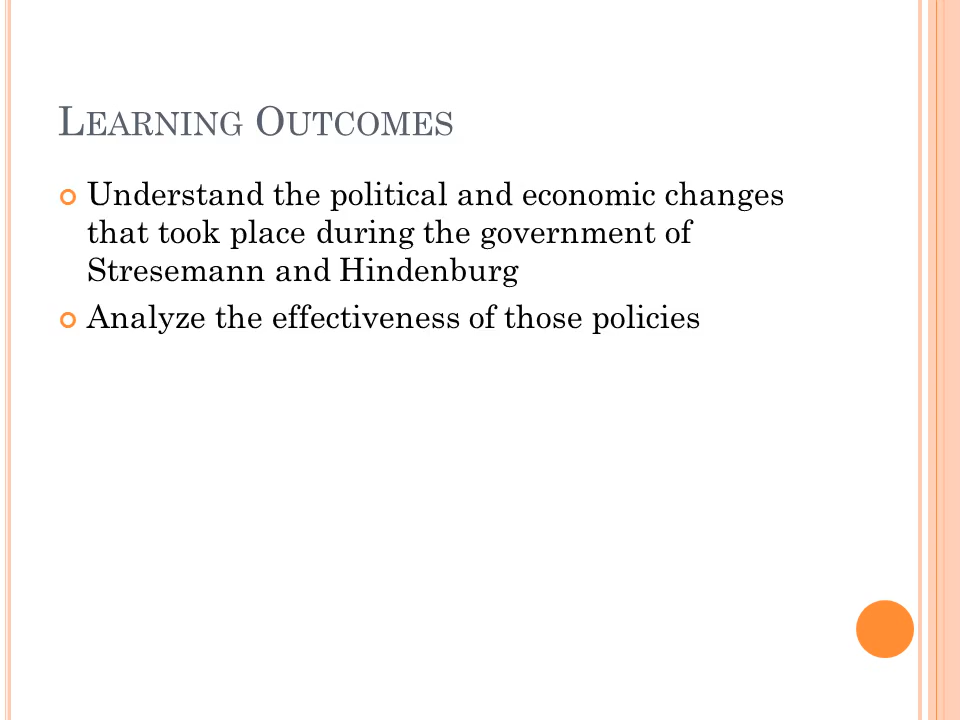 Learning Outcomes
Understand the political and economic changes
that took place during the government of
Stresemann and Hindenburg
Analyze the effectiveness of those policies